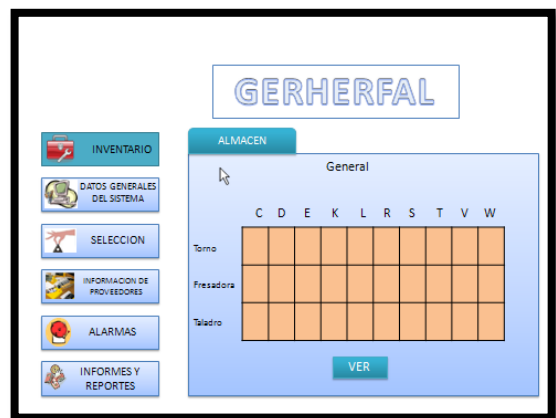 GERHERFAL
INVENTARIO
DATOS GENERALES
DEL SISTEMA
SELECCION
INFORMACION DE
PROVEEDORES
ALARMAS
INFORMES Y
REPORTES
ALMACEN
General
C D E K L R S T V W
Torno
Fresadora
Taladro
VER